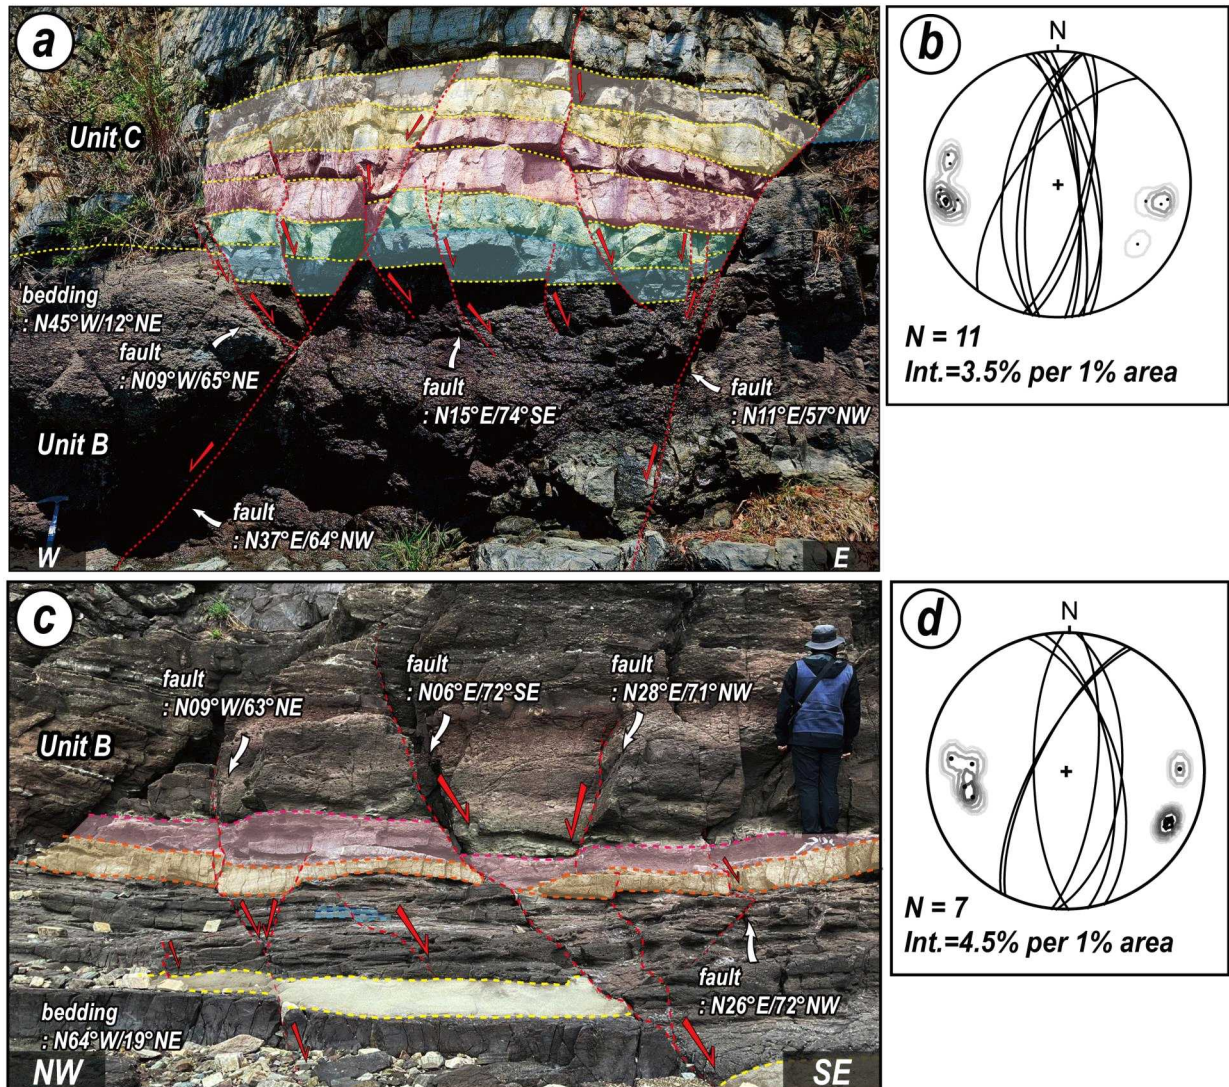 a
Unit C
bedding
: N45°W/12°NE
fault
: N09°W/65°NE
fault
: N15°E/74°SE
fault
: N11°E/57°NW
Unit B
fault
: N37°E/64°NW
W
E
b
N
N = 11
Int.=3.5% per 1% area
c
fault
: N09°W/63°NE
fault
: N06°E/72°SE
fault
: N28°E/71°NW
Unit B
fault
: N26°E/72°NW
bedding
: N64°W/19°NE
NW
SE
d
N
N = 7
Int.=4.5% per 1% area